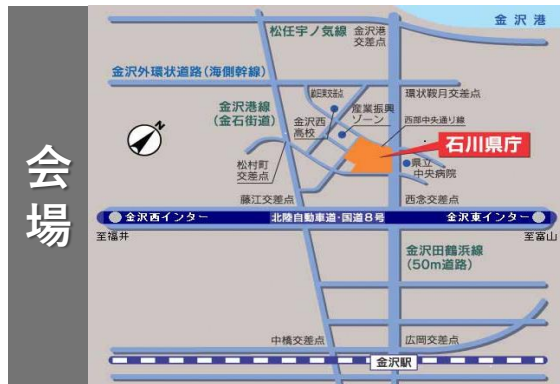 会場
金沢港
松任宇ノ気線
金沢港
交差点
金沢外環状道路(海側幹線)
環状鞍月交差点
金沢港線
(金石街道)
金沢西
高校
産業振興
ゾーン
西部中央通り線
石川県庁
県立
中央病院
松村町
交差点
藤江交差点
西念交差点
金沢西インター
北陸自動車道・国道8号
金沢東インター
至福井
至富山
金沢田鶴浜線
(50m道路)
中橋交差点
広岡交差点
金沢駅